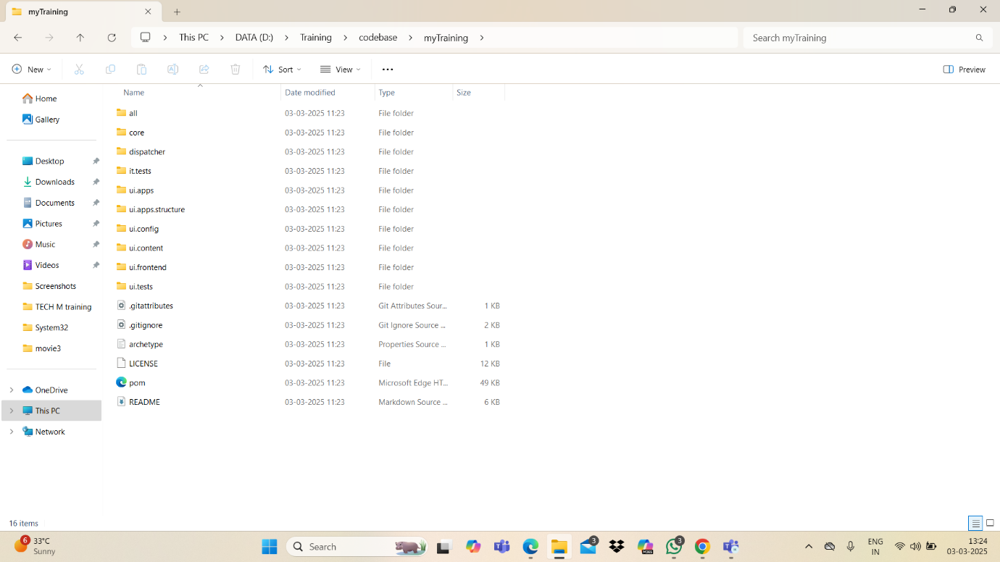 myTraining
This PC > DATA (D:) > Training > codebase > myTraining >
Search myTraining
New
Sort
View
Preview
Home
Gallery
Desktop
Downloads
Documents
Pictures
Music
Videos
Screenshots
TECH M training
System32
movie3
OneDrive
This PC
Network
Name Date modified Type Size
all 03-03-2025 11:23 File folder
core 03-03-2025 11:23 File folder
dispatcher 03-03-2025 11:23 File folder
it.tests 03-03-2025 11:23 File folder
ui.apps 03-03-2025 11:23 File folder
ui.apps.structure 03-03-2025 11:23 File folder
ui.config 03-03-2025 11:23 File folder
ui.content 03-03-2025 11:23 File folder
ui.frontend 03-03-2025 11:23 File folder
ui.tests 03-03-2025 11:23 File folder
.gitattributes 03-03-2025 11:23 Git Attributes Sour... 1 KB
.gitignore 03-03-2025 11:23 Git Ignore Source ... 2 KB
archetype 03-03-2025 11:23 Properties Source ... 1 KB
LICENSE 03-03-2025 11:23 File 12 KB
pom 03-03-2025 11:23 Microsoft Edge HT... 49 KB
README 03-03-2025 11:23 Markdown Source ... 6 KB
16 items
6
33°C
Sunny
Search
3
M365
3
ENG
IN
13:24
03-03-2025